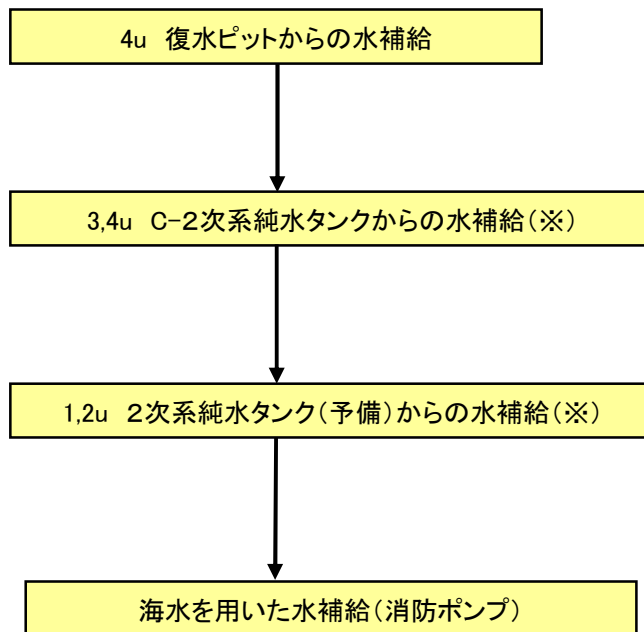 4u 復水ピットからの水補給
3,4u C-2次系純水タンクからの水補給(※)
1,2u 2次系純水タンク(予備)からの水補給(※)
海水を用いた水補給(消防ポンプ)